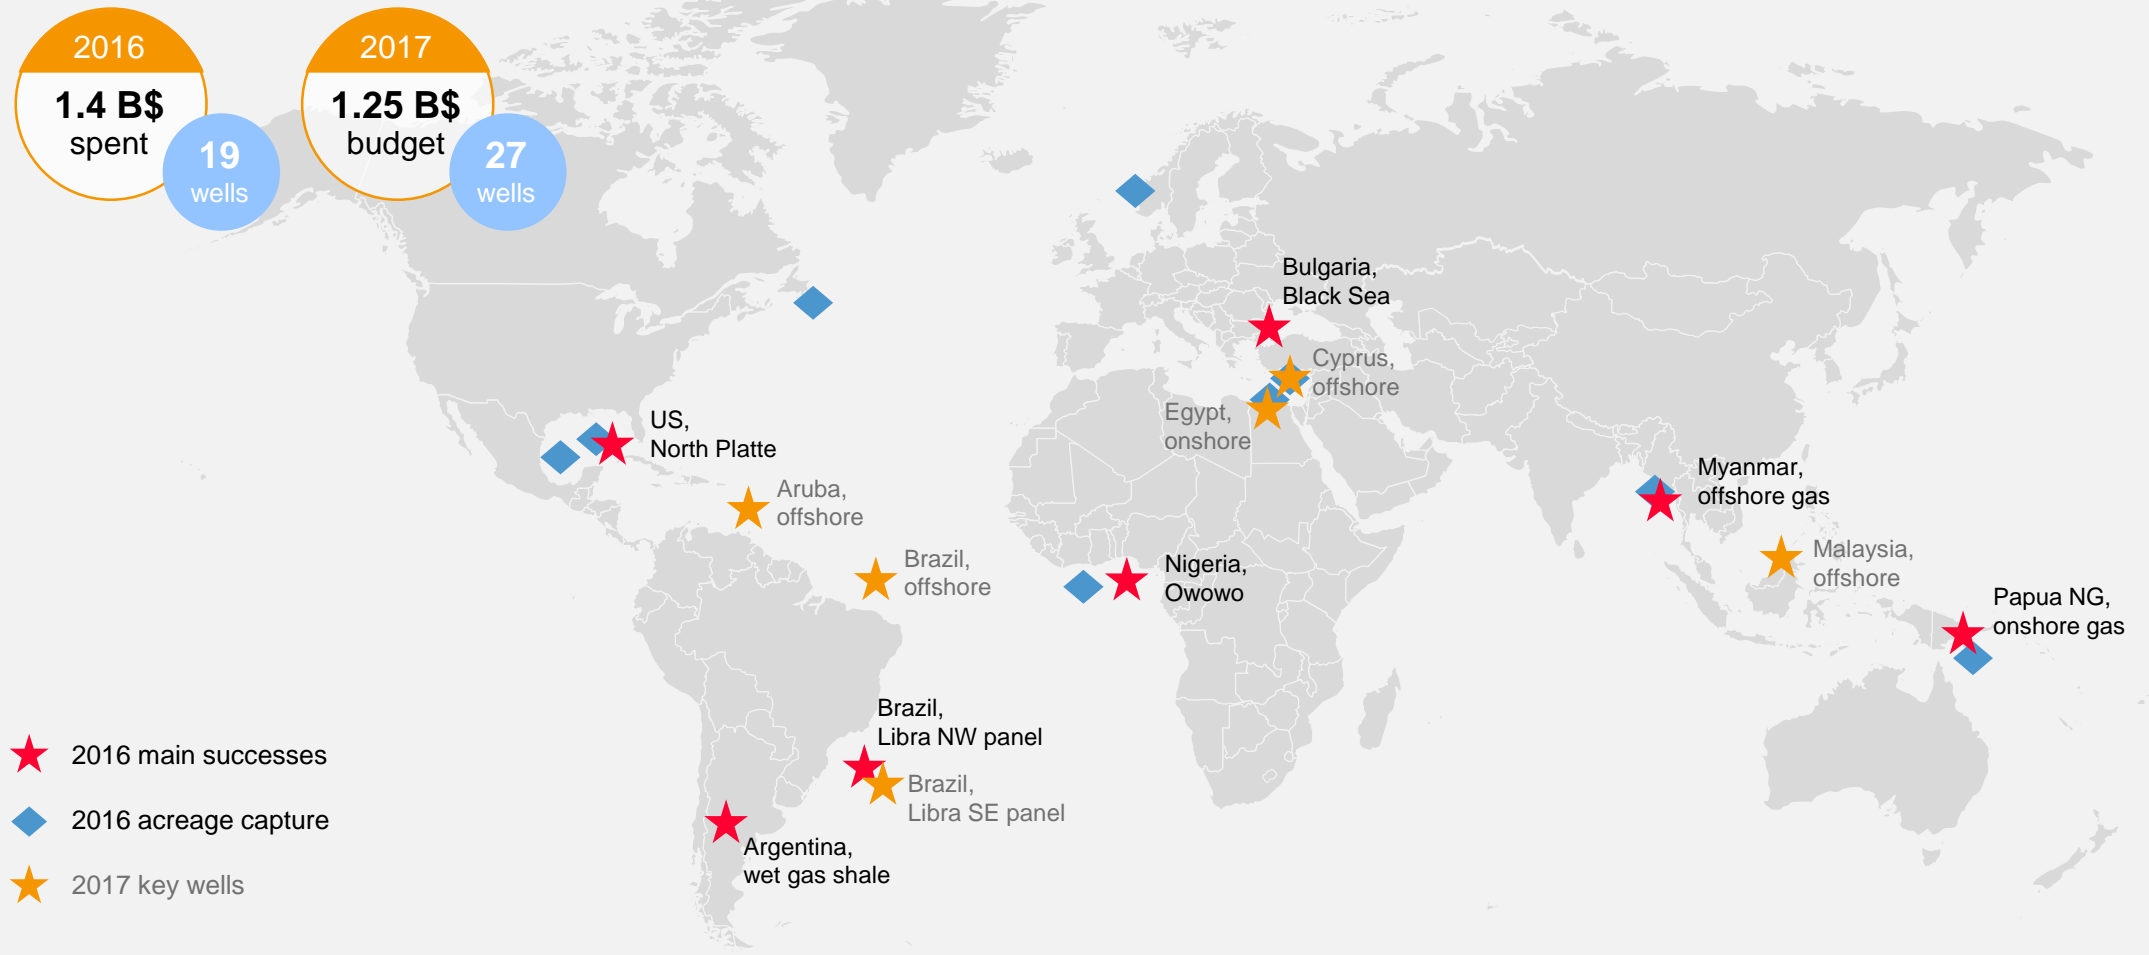 2016
1.4 B$
spent
19
wells
2017
1.25 B$
budget
27
wells
Bulgaria,
Black Sea
Cyprus,
offshore
Egypt,
onshore
US,
North Platte
Aruba,
offshore
Brazil,
offshore
Nigeria,
Owowo
Myanmar,
offshore gas
Malaysia,
offshore
Papua NG,
onshore gas
Brazil,
Libra NW panel
Brazil,
Libra SE panel
Argentina,
wet gas shale
2016 main successes
2016 acreage capture
2017 key wells